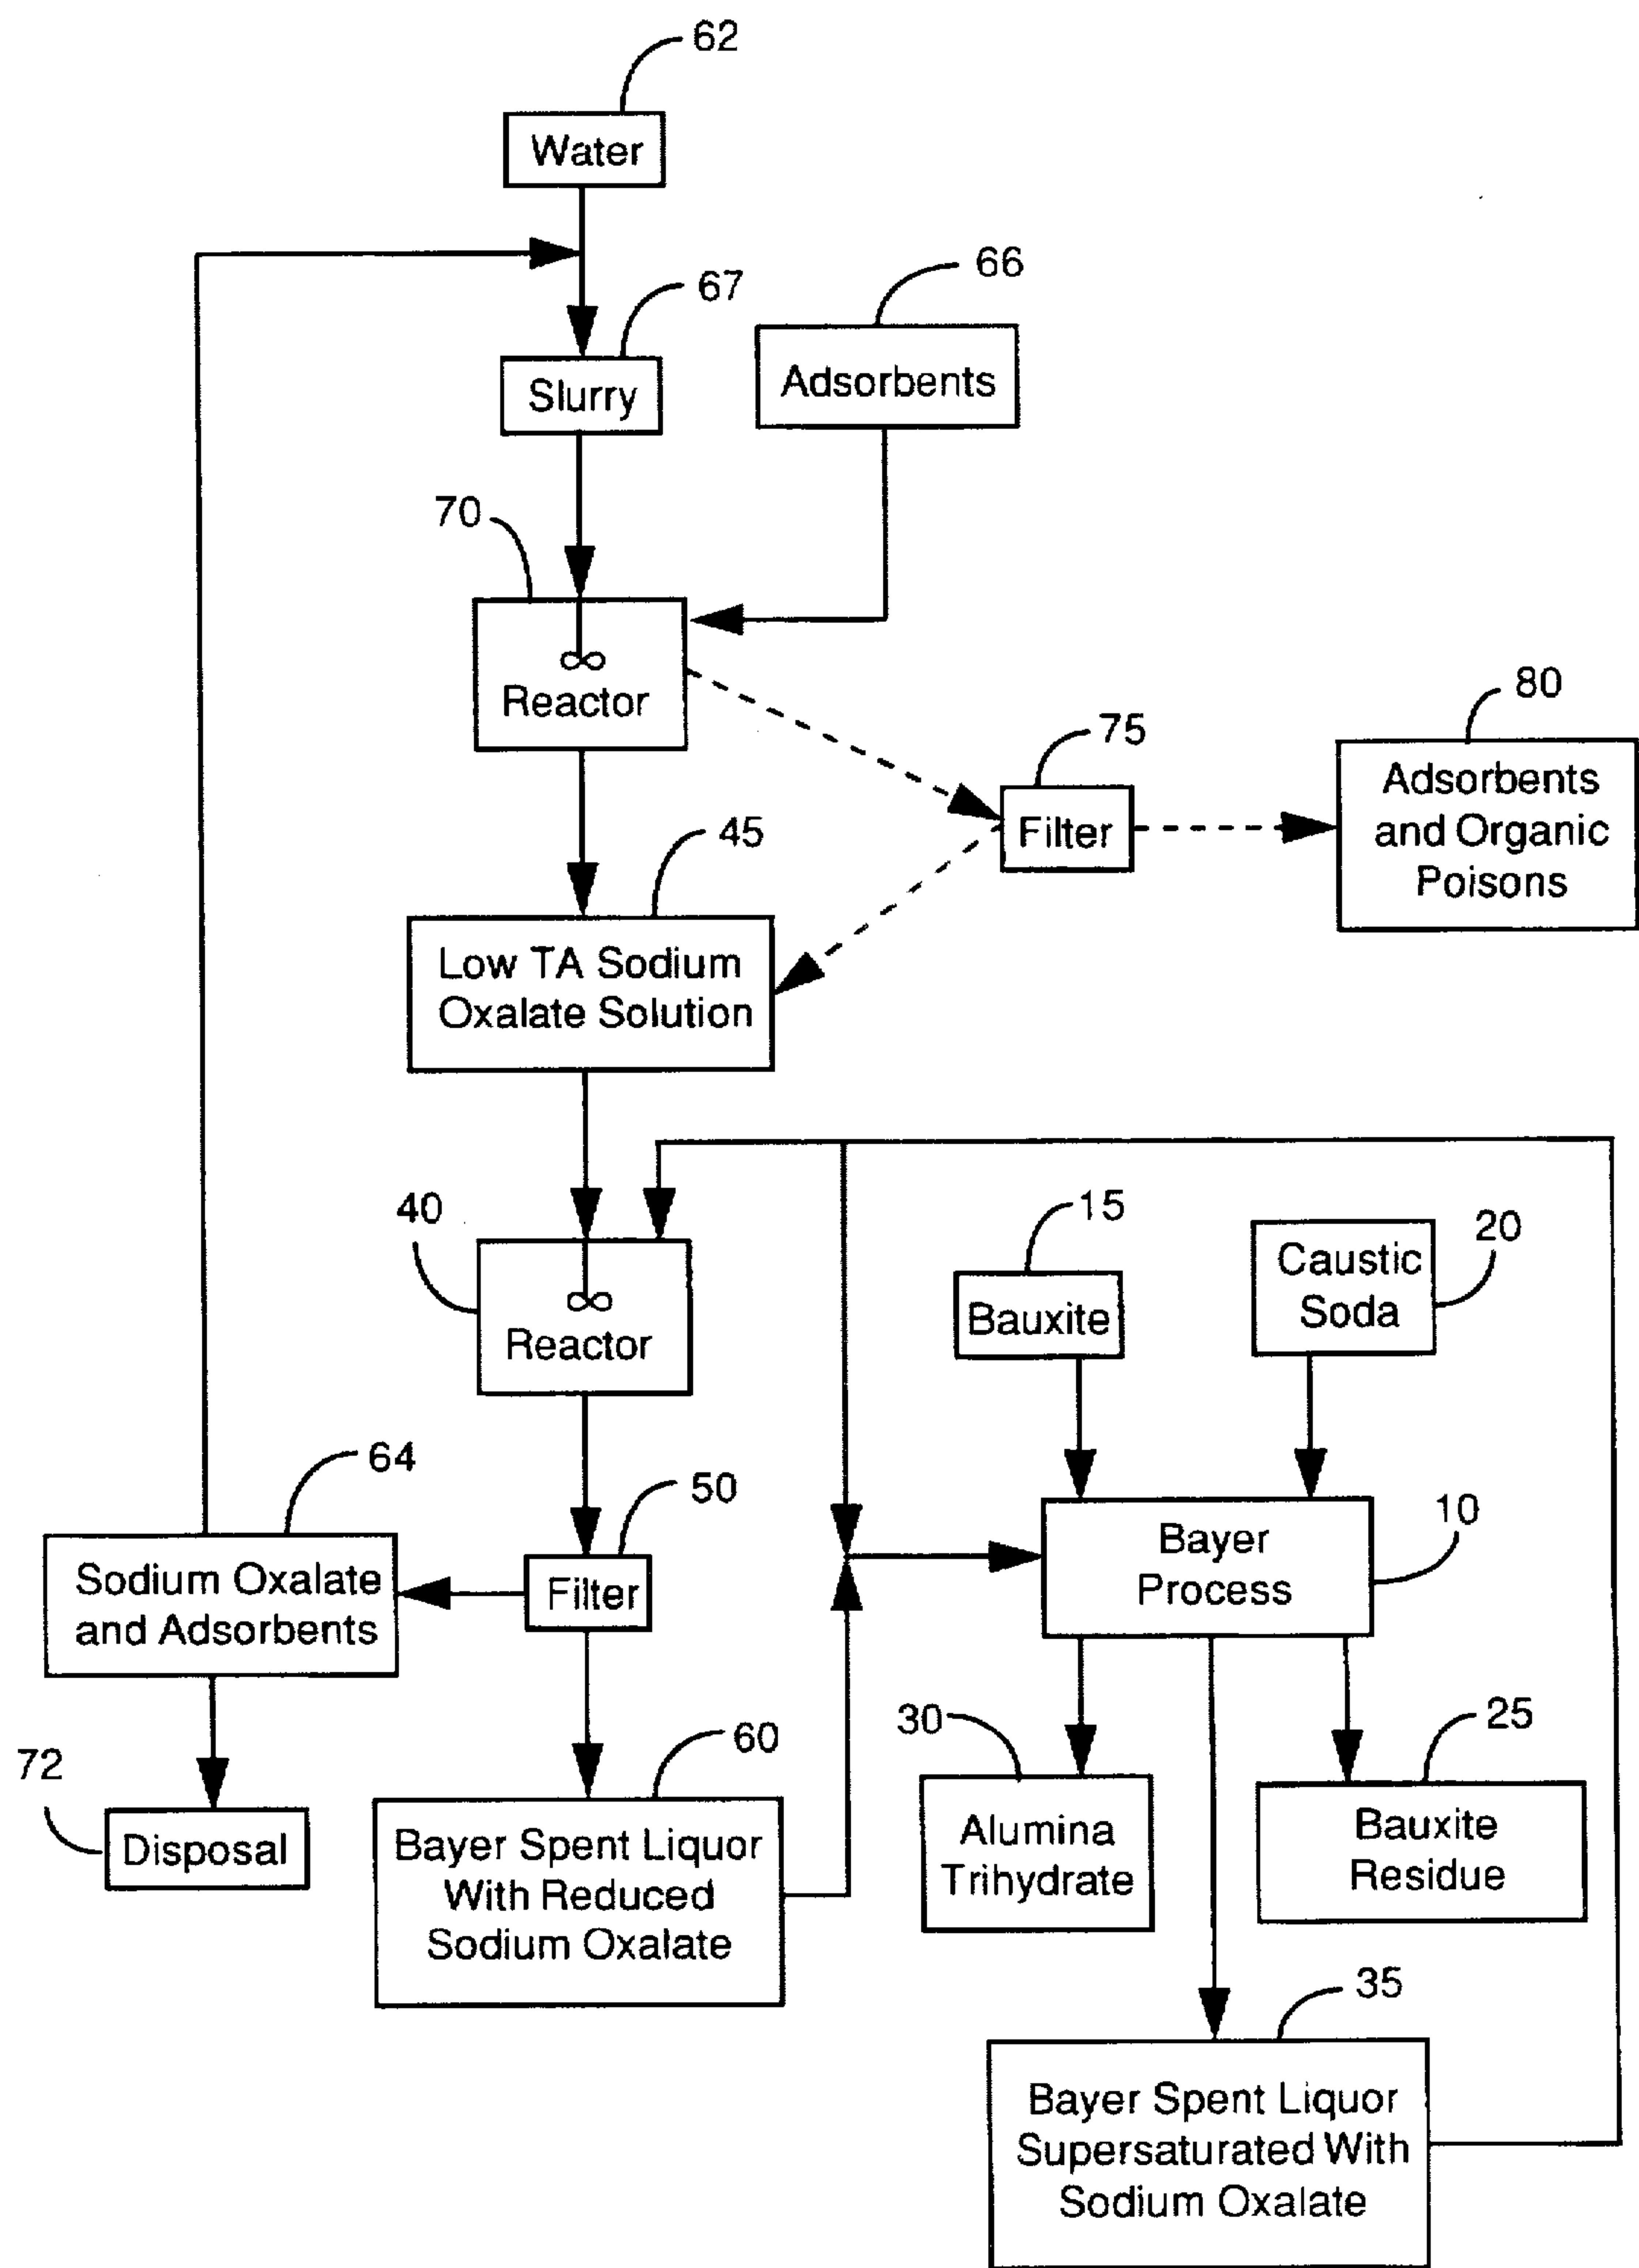 62
Water
67
66
Slurry
Adsorbents
70
Reactor
80
75
Adsorbents
and Organic
Poisons
Filter
45
Low TA Sodium
Oxalate Solution
40
15
20
Caustic
Soda
Bauxite
Reactor
64
50
10
Bayer
Process
Sodium Oxalate
and Adsorbents
Filter
30
25
60
72
Disposal
Bayer Spent Liquor
With Reduced
Sodium Oxalate
Alumina
Trihydrate
Bauxite
Residue
35
Bayer Spent Liquor
Supersaturated With
Sodium Oxalate